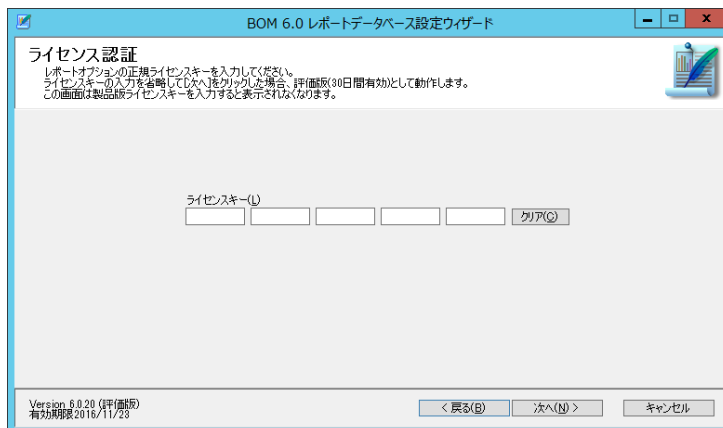 BOM 6.0 レポートデータベース設定ウィザード
ライセンス認証
レポートオプションの正規ライセンスキーを入力してください。
ライセンスキーの入力を省略して[次へ]をクリックした場合、評価版(30日間有効)として動作します。
この画面は製品版ライセンスキーを入力すると表示されなくなります。
ライセンスキー(L)
クリア(C)
Version 6.0.20 (評価版)
有効期限2016/11/23
< 戻る(B) 次へ(N) > キャンセル